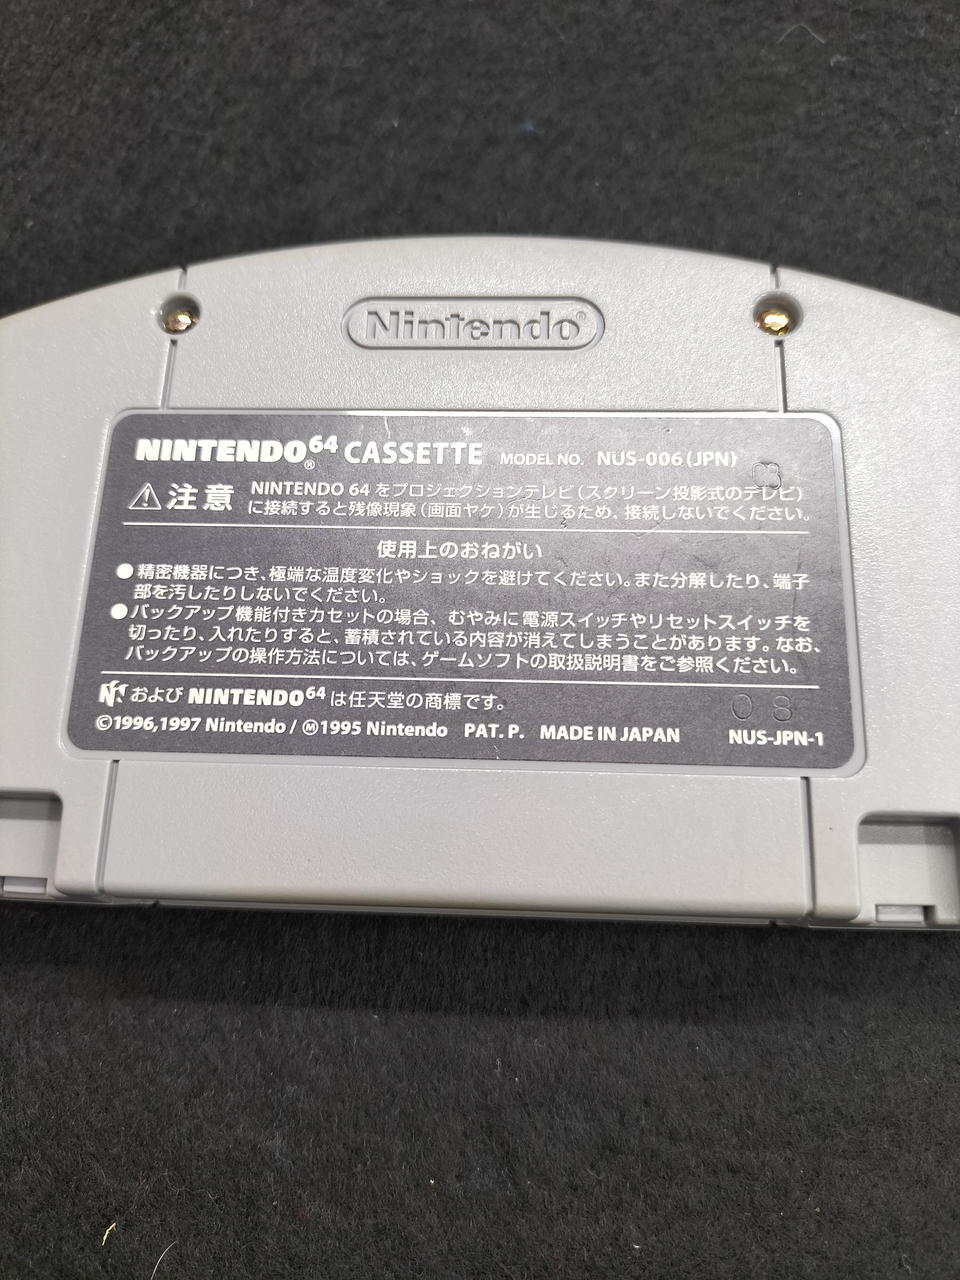 Nintendo®
NINTENDO64® CASSETTE MODEL NO. NUS-006(JPN)
03
⚠注意 NINTENDO 64 をプロジェクションテレビ(スクリーン投影式のテレビ)
に接続すると残像現象(画面ヤケ)が生じるため、接続しないでください。
使用上のおねがい
●精密機器につき、極端な温度変化やショックを避けてください。また分解したり、端子
部を汚したりしないでください。
●バックアップ機能付きカセットの場合、むやみに電源スイッチやリセットスイッチを
切ったり、入れたりすると、蓄積されている内容が消えてしまうことがあります。なお、
バックアップの操作方法については、ゲームソフトの取扱説明書をご参照ください。
および NINTENDO64 は任天堂の商標です。
08
©1996,1997 Nintendo / Ⓜ1995 Nintendo PAT. P. MADE IN JAPAN NUS-JPN-1